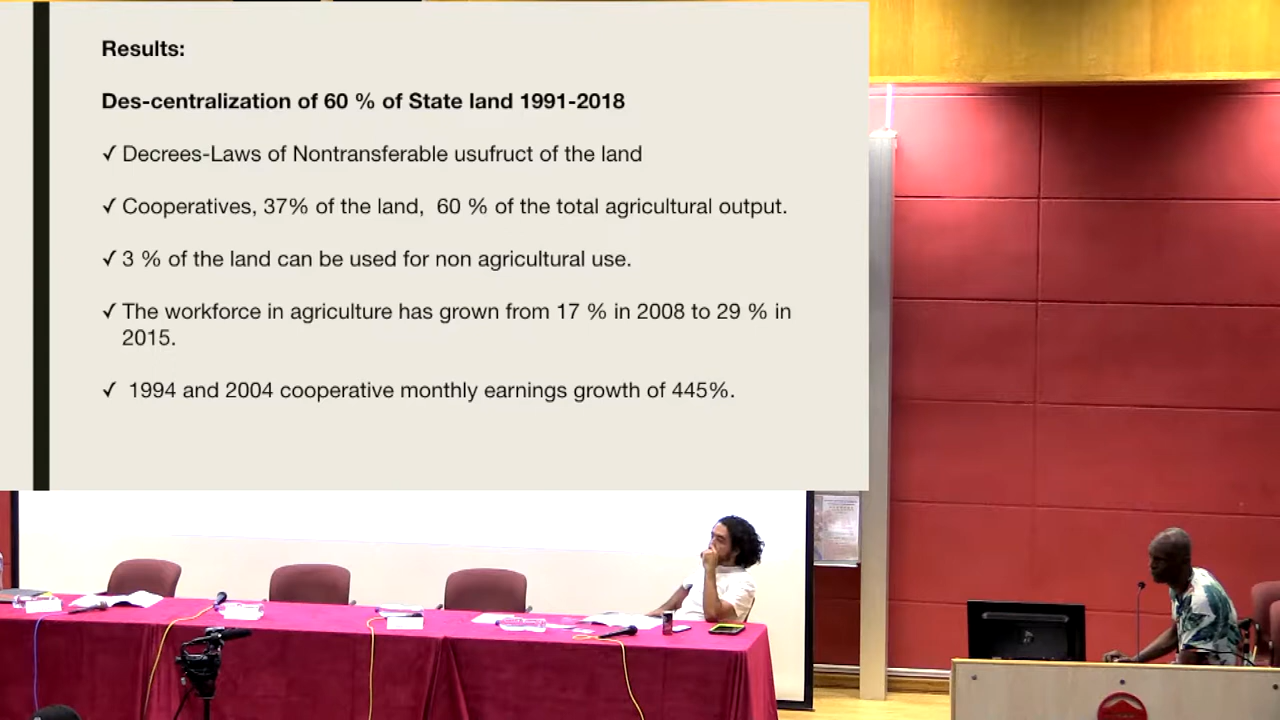 Results:
Des-centralization of 60 % of State land 1991-2018
✓ Decrees-Laws of Nontransferable usufruct of the land
✓ Cooperatives, 37% of the land, 60 % of the total agricultural output.
✓ 3 % of the land can be used for non agricultural use.
✓ The workforce in agriculture has grown from 17 % in 2008 to 29 % in
2015.
✓ 1994 and 2004 cooperative monthly earnings growth of 445%.